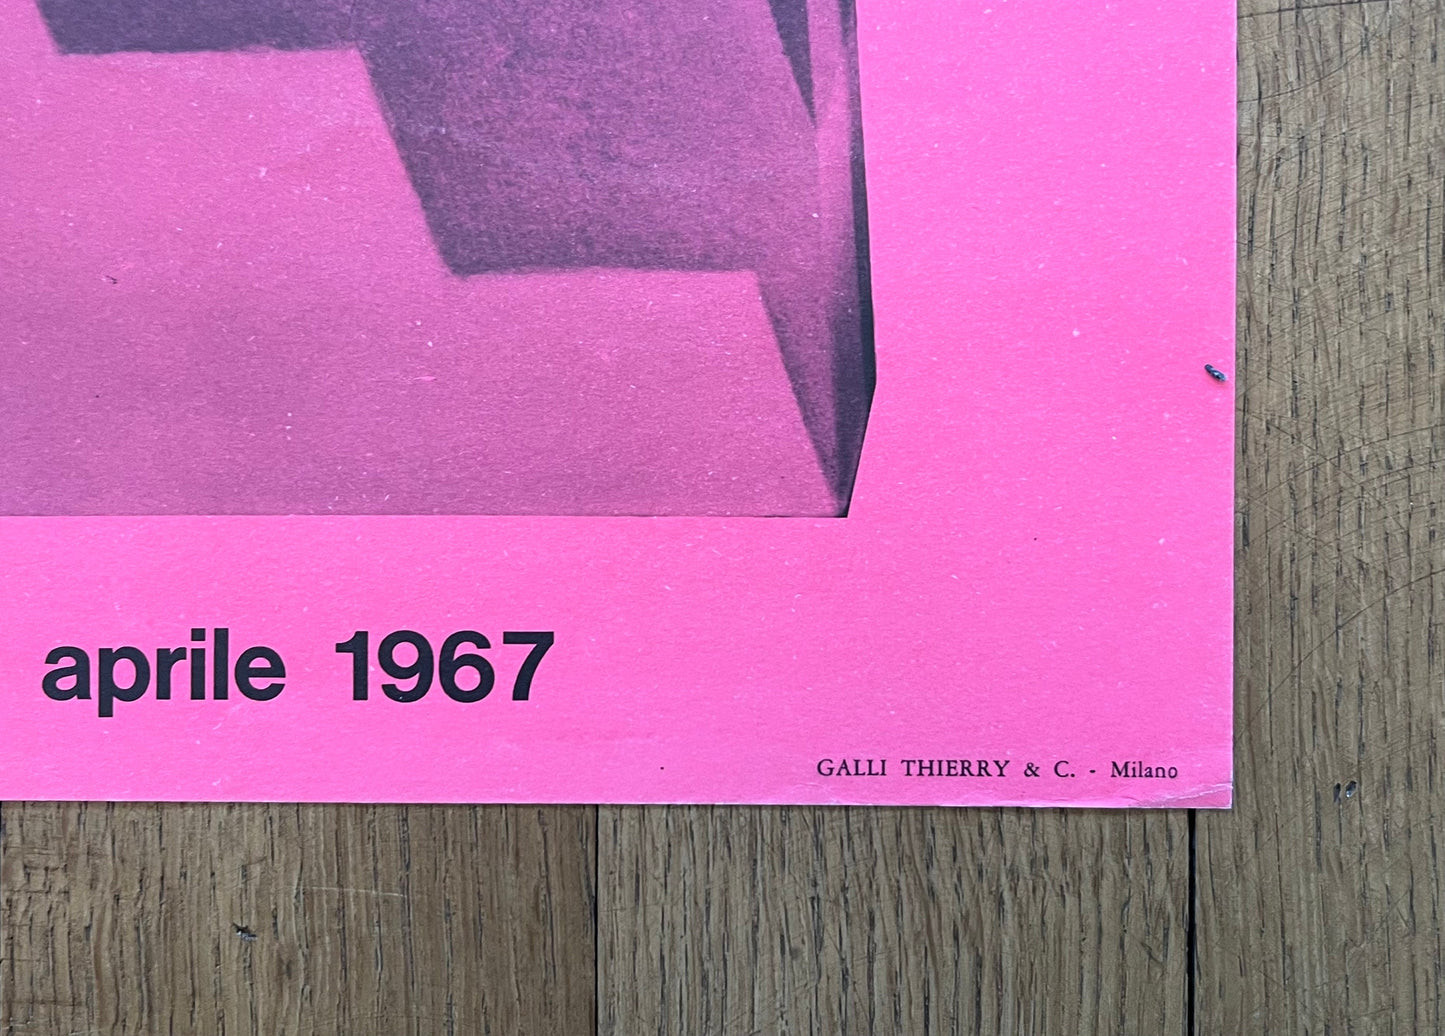 aprile 1967
GALLI THIERRY & C. - Milano